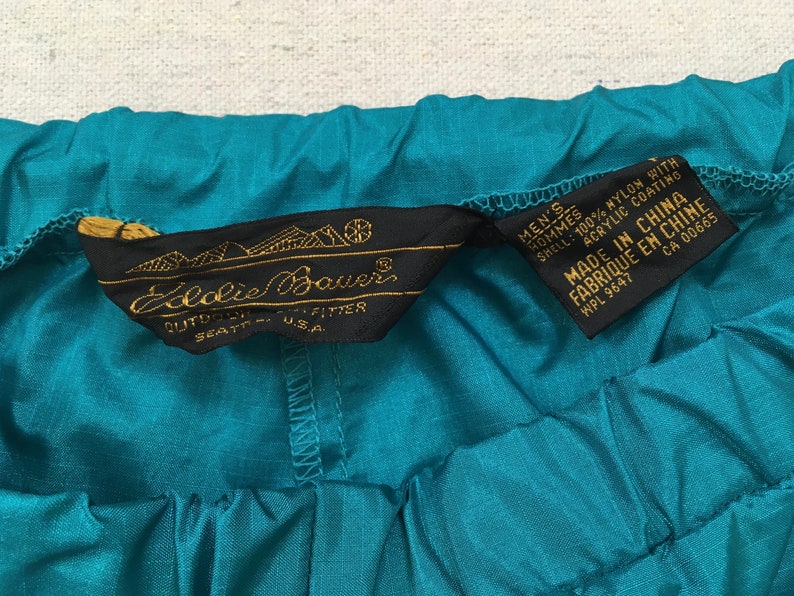 Eddie Bauer®
SEATTLE U.S.A.
MEN'S
HOMMES
SHELL: 100% NYLON WITH
ACRYLIC COATING
MADE IN CHINA
FABRIQUE EN CHINE
WPL 9647 CA 00665